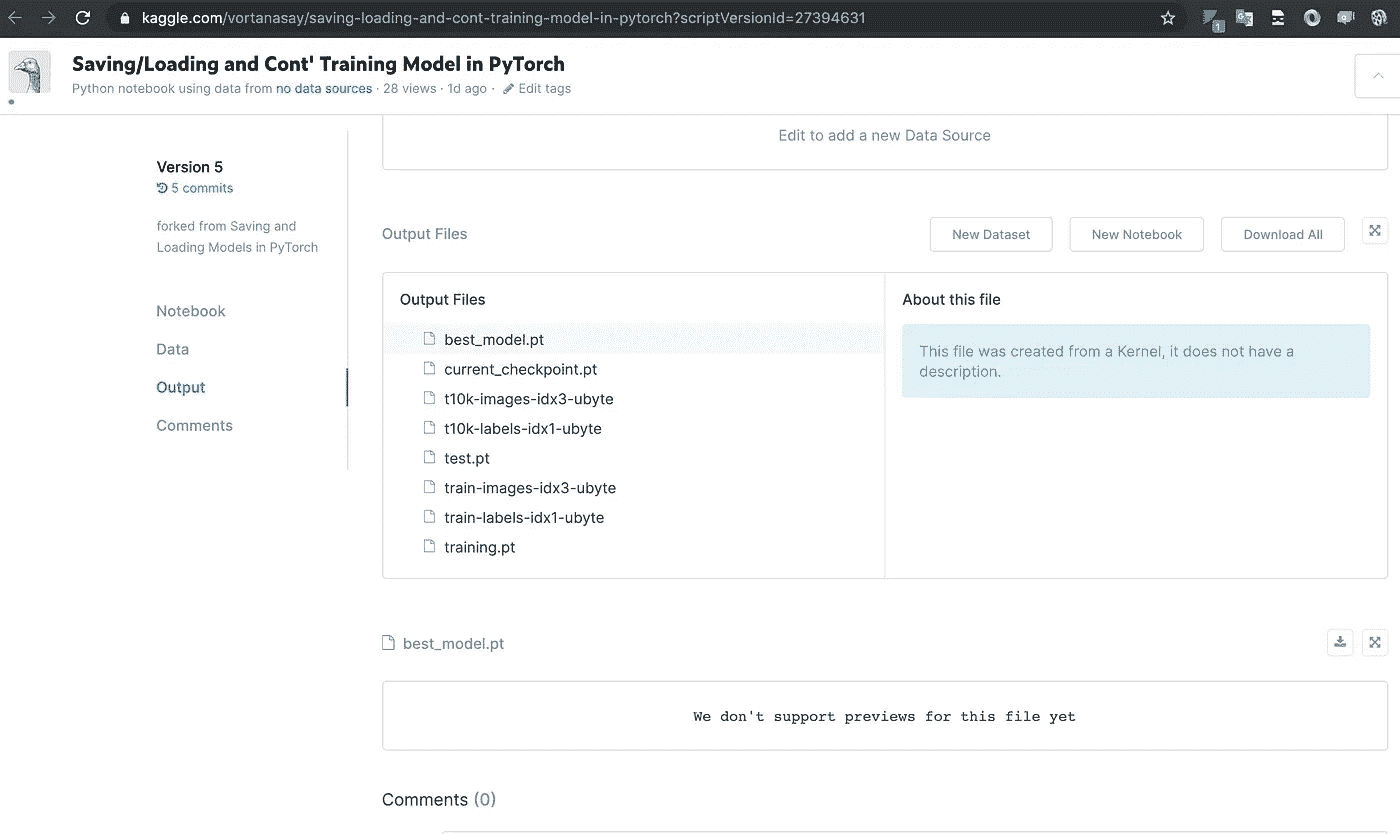 kaggle.com/vortanasay/saving-loading-and-cont-training-model-in-pytorch?scriptVersionId=27394631
1
Saving/Loading and Cont' Training Model in PyTorch
Python notebook using data from no data sources · 28 views · 1d ago · Edit tags
Edit to add a new Data Source
Version 5
5 commits
forked from Saving and
Loading Models in PyTorch
Notebook
Data
Output
Comments
Output Files
New Dataset
New Notebook
Download All
Output Files
best_model.pt
current_checkpoint.pt
t10k-images-idx3-ubyte
t10k-labels-idx1-ubyte
test.pt
train-images-idx3-ubyte
train-labels-idx1-ubyte
training.pt
About this file
This file was created from a Kernel, it does not have a
description.
best_model.pt
We don't support previews for this file yet
Comments (0)